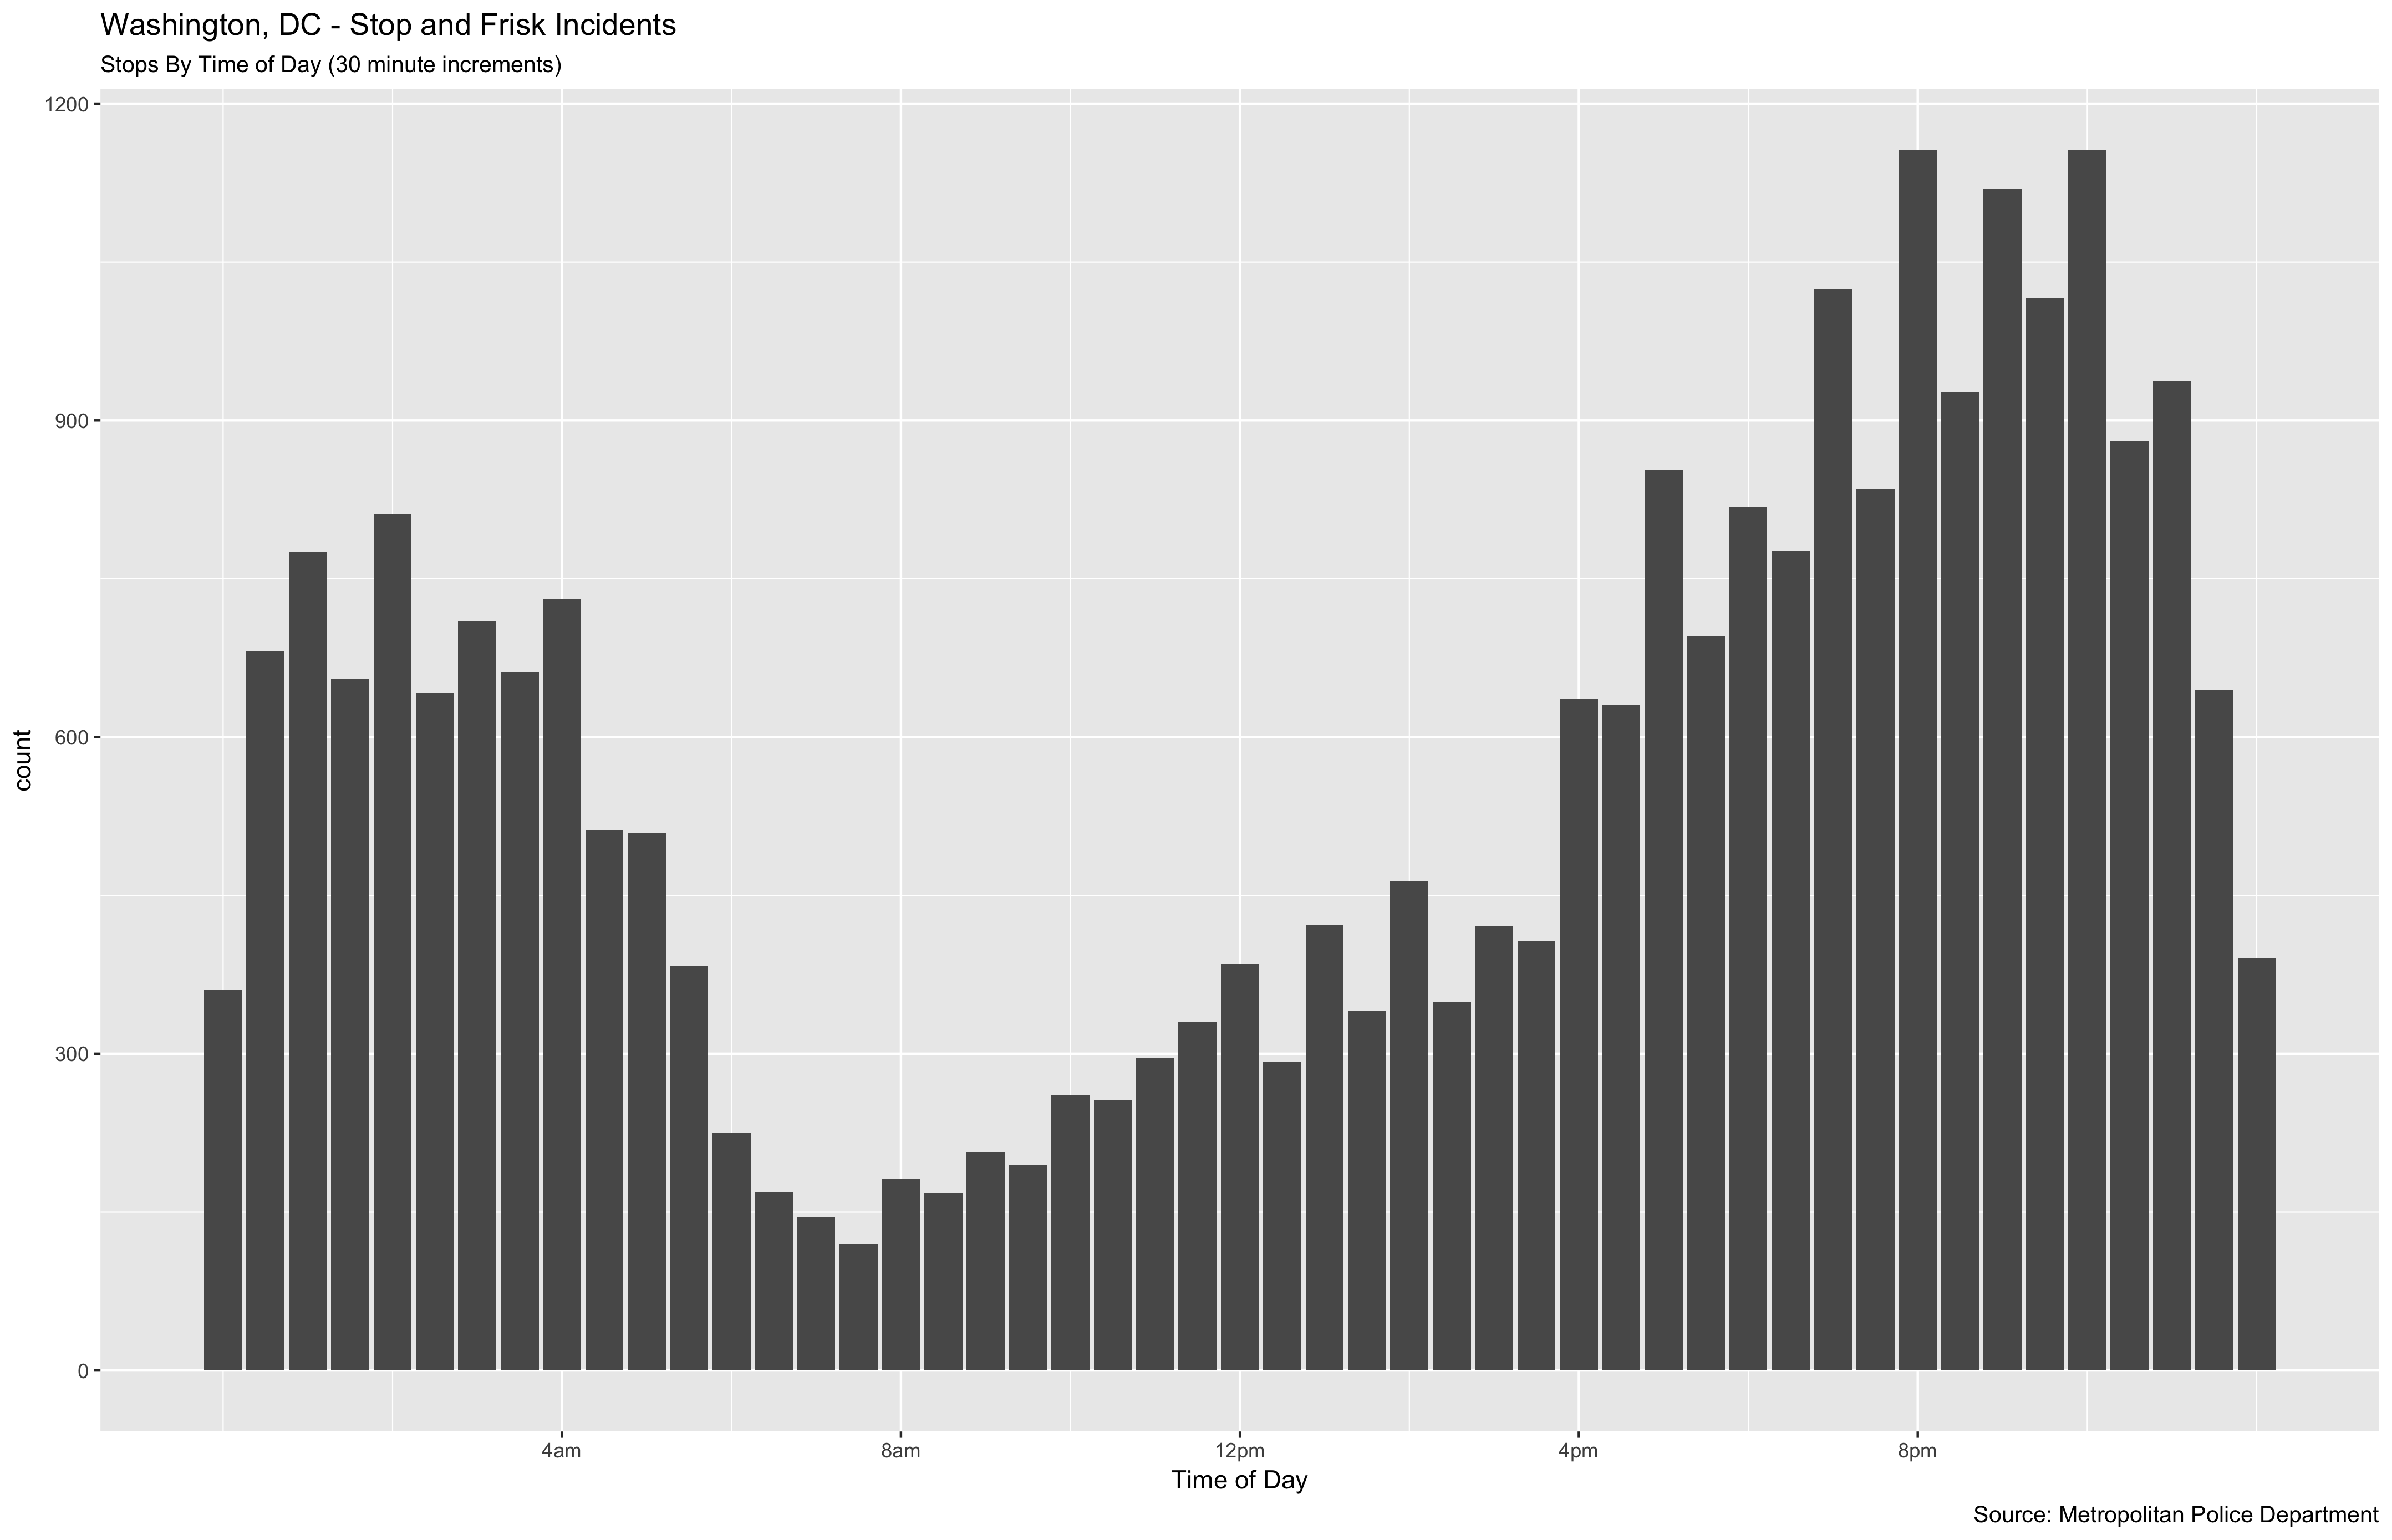 Washington, DC - Stop and Frisk Incidents
Stops By Time of Day (30 minute increments)
1200
900
600
300
0
count
4am
8am
12pm
4pm
8pm
Time of Day
Source: Metropolitan Police Department